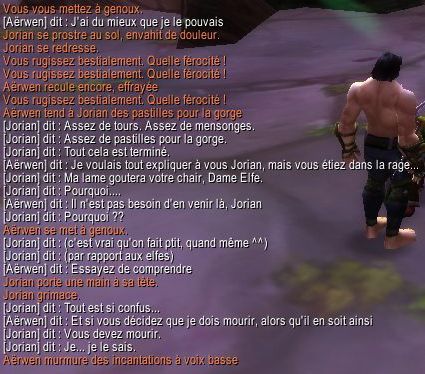 Vous vous mettez à genoux.
[Aërwen] dit : J'ai du mieux que je le pouvais
Jorian se prostre au sol, envahit de douleur.
Jorian se redresse.
Vous rugissez bestialement. Quelle férocité !
Vous rugissez bestialement. Quelle férocité !
Aërwen recule encore, effrayée
Vous rugissez bestialement. Quelle férocité !
Aërwen tend à Jorian des pastilles pour la gorge
[Jorian] dit : Assez de tours. Assez de mensonges.
[Jorian] dit : Assez de pastilles pour la gorge.
[Jorian] dit : Tout cela est terminé.
[Aërwen] dit : Je voulais tout expliquer à vous Jorian, mais vous étiez dans la rage...
[Jorian] dit : Ma lame goutera votre chair, Dame Elfe.
[Jorian] dit : Pourquoi....
[Aërwen] dit : Il n'est pas besoin d'en venir là, Jorian
[Jorian] dit : Pourquoi ??
Aërwen se met à genoux.
[Jorian] dit : (c'est vrai qu'on fait ptit, quand même ^^)
[Jorian] dit : (par rapport aux elfes)
[Aërwen] dit : Essayez de comprendre
Jorian porte une main à sa tête.
Jorian grimace.
[Jorian] dit : Tout est si confus...
[Aërwen] dit : Et si vous décidez que je dois mourir, alors qu'il en soit ainsi
[Jorian] dit : Vous devez mourir.
[Jorian] dit : Je... je le sais.
Aërwen murmure des incantations à voix basse